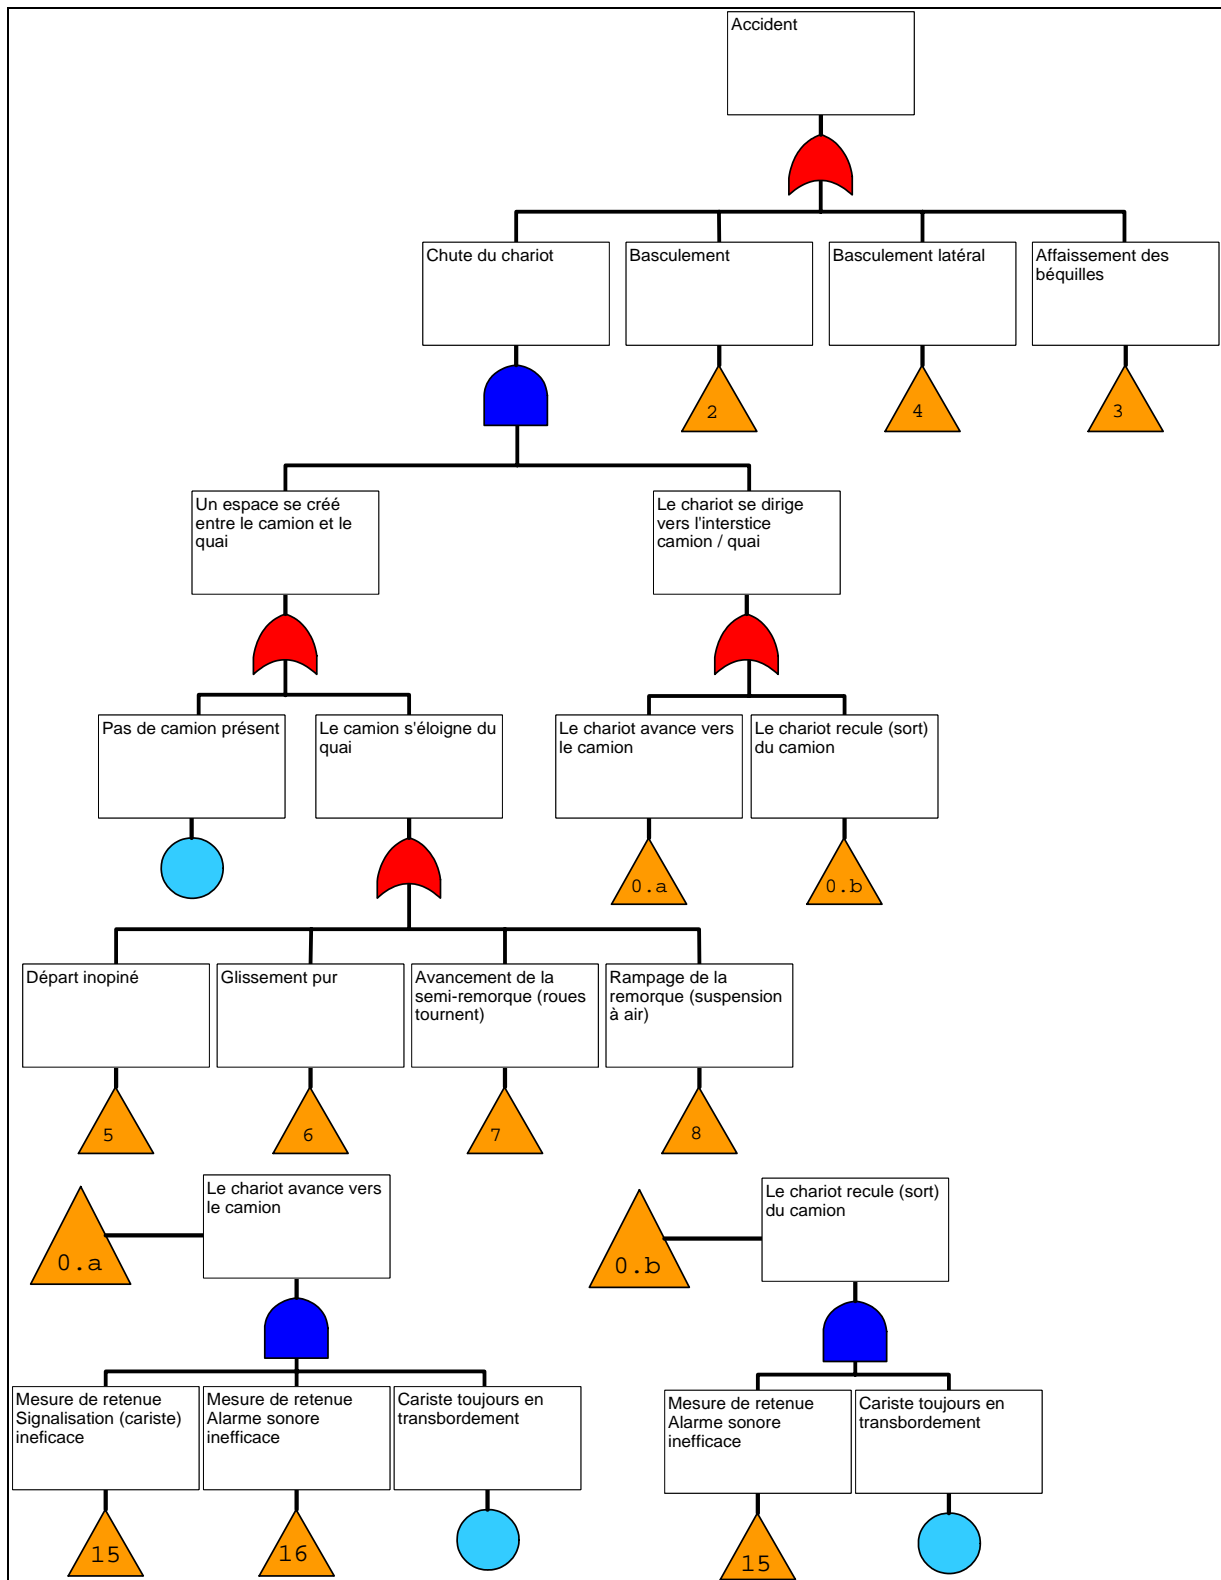 Accident
Chute du chariot
Basculement
Basculement latéral
Affaissement des
béquilles
2
4
3
Un espace se créé
entre le camion et le
quai
Le chariot se dirige
vers l'interstice
camion / quai
Pas de camion présent
Le camion s'éloigne du
quai
Le chariot avance vers
le camion
Le chariot recule (sort)
du camion
0.a
0.b
Départ inopiné
Glissement pur
Avancement de la
semi-remorque (roues
tournent)
Rampage de la
remorque (suspension
à air)
5
6
7
8
0.a
Le chariot avance vers
le camion
0.b
Le chariot recule (sort)
du camion
Mesure de retenue
Signalisation (cariste)
ineficace
Mesure de retenue
Alarme sonore
inefficace
Cariste toujours en
transbordement
Mesure de retenue
Alarme sonore
inefficace
Cariste toujours en
transbordement
15
16
15